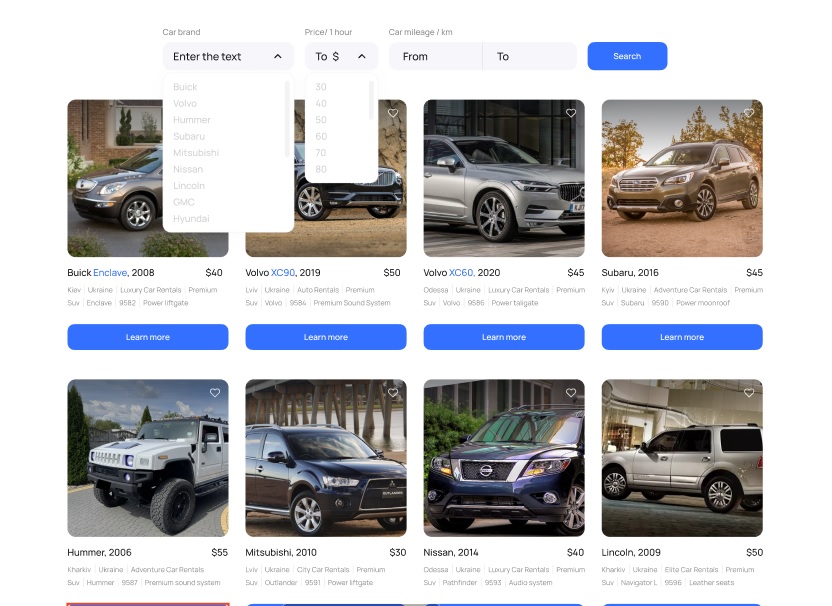 Car brand
Price/ 1 hour
Car mileage / km
Enter the text
To $
From
To
Search
Buick
Volvo
Hummer
Subaru
Mitsubishi
Nissan
Lincoln
GMC
Hyundai
30
40
50
60
70
80
Buick Enclave, 2008 $40
Kiev Ukraine Luxury Car Rentals Premium
Suv Enclave 9582 Power liftgate
Learn more
Volvo XC90, 2019 $50
Lviv Ukraine Auto Rentals Premium
Suv Volvo 9584 Premium Sound System
Learn more
Volvo XC60, 2020 $45
Odessa Ukraine Luxury Car Rentals Premium
Suv Volvo 9586 Power tailgate
Learn more
Subaru, 2016 $45
Kyiv Ukraine Adventure Car Rentals Premium
Suv Subaru 9590 Power moonroof
Learn more
Hummer, 2006 $55
Kharkiv Ukraine Adventure Car Rentals
Suv Hummer 9587 Premium sound system
OUTLANDER
Mitsubishi, 2010 $30
Lviv Ukraine City Car Rentals Premium
Suv Outlander 9591 Power liftgate
Nissan, 2014 $40
Odessa Ukraine Luxury Car Rentals Premium
Suv Pathfinder 9593 Audio system
Lincoln, 2009 $50
Kharkiv Ukraine Elite Car Rentals Premium
Suv Navigator L 9596 Leather seats